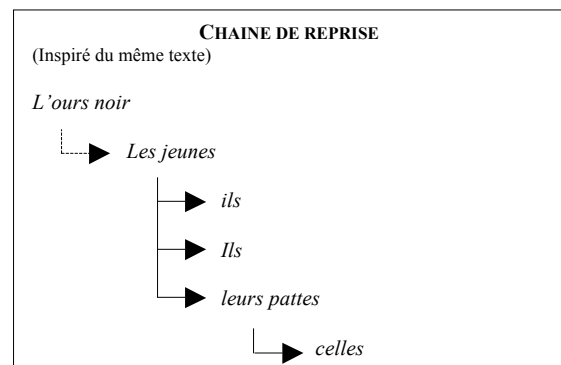 CHAINE DE REPRISE
(Inspiré du même texte)
L’ours noir
Les jeunes
ils
Ils
leurs pattes
celles